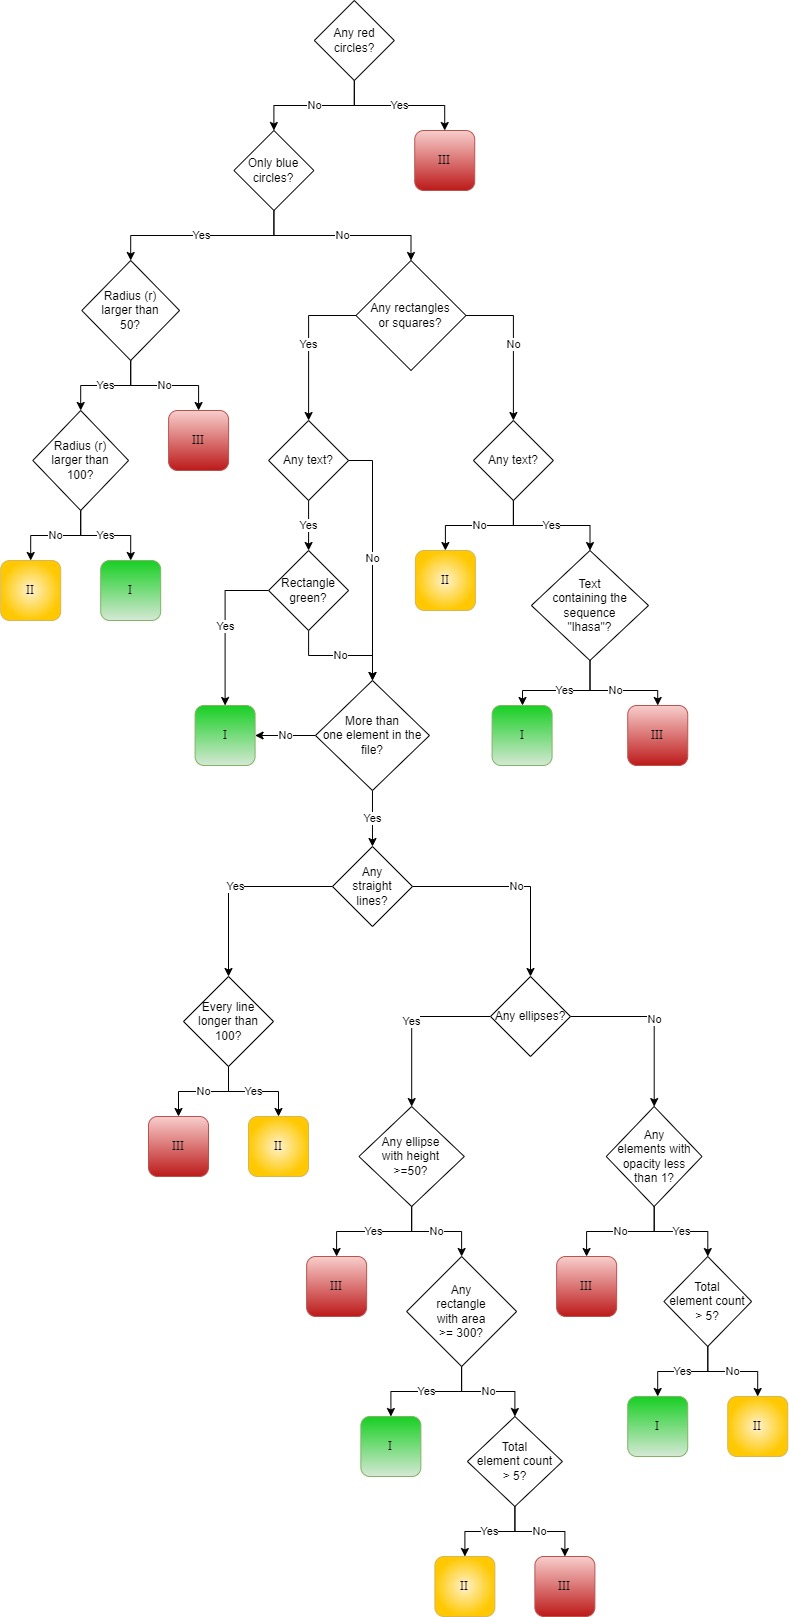 Any red
circles?
No
Yes
III
Only blue
circles?
Yes
No
Radius (r)
larger than
50?
Any rectangles
or squares?
Yes
No
Yes
No
III
Radius (r)
larger than
100?
Any text?
Any text?
No
Yes
Yes
No
No
Yes
II
I
Rectangle
green?
II
Text
containing the
sequence
"lhasa"?
Yes
No
Yes
No
I
More than
one element in the
file?
No
I
III
Yes
Any
straight
lines?
Yes
No
Every line
longer than
100?
Any ellipses?
Yes
No
No
Yes
III
II
Any ellipse
with height
>=50?
Any
elements with
opacity less
than 1?
Yes
No
No
Yes
III
Any
rectangle
with area
>= 300?
III
Total
element count
> 5?
Yes
No
Yes
No
I
Total
element count
> 5?
I
II
Yes
No
II
III